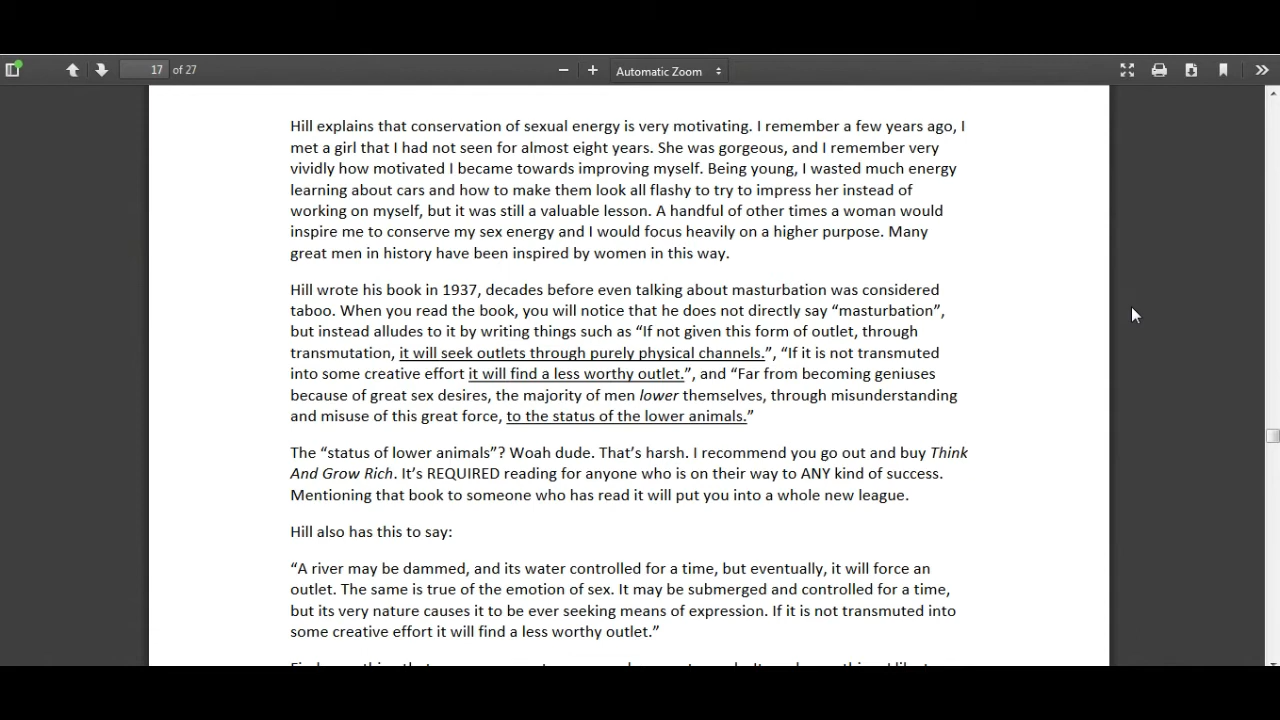 17 of 27
Automatic Zoom
Hill explains that conservation of sexual energy is very motivating. I remember a few years ago, I
met a girl that I had not seen for almost eight years. She was gorgeous, and I remember very
vividly how motivated I became towards improving myself. Being young, I wasted much energy
learning about cars and how to make them look all flashy to try to impress her instead of
working on myself, but it was still a valuable lesson. A handful of other times a woman would
inspire me to conserve my sex energy and I would focus heavily on a higher purpose. Many
great men in history have been inspired by women in this way.
Hill wrote his book in 1937, decades before even talking about masturbation was considered
taboo. When you read the book, you will notice that he does not directly say “masturbation”,
but instead alludes to it by writing things such as “If not given this form of outlet, through
transmutation, it will seek outlets through purely physical channels.”, “If it is not transmuted
into some creative effort it will find a less worthy outlet.”, and “Far from becoming geniuses
because of great sex desires, the majority of men lower themselves, through misunderstanding
and misuse of this great force, to the status of the lower animals.”
The “status of lower animals”? Woah dude. That’s harsh. I recommend you go out and buy Think
And Grow Rich. It’s REQUIRED reading for anyone who is on their way to ANY kind of success.
Mentioning that book to someone who has read it will put you into a whole new league.
Hill also has this to say:
“A river may be dammed, and its water controlled for a time, but eventually, it will force an
outlet. The same is true of the emotion of sex. It may be submerged and controlled for a time,
but its very nature causes it to be ever seeking means of expression. If it is not transmuted into
some creative effort it will find a less worthy outlet.”